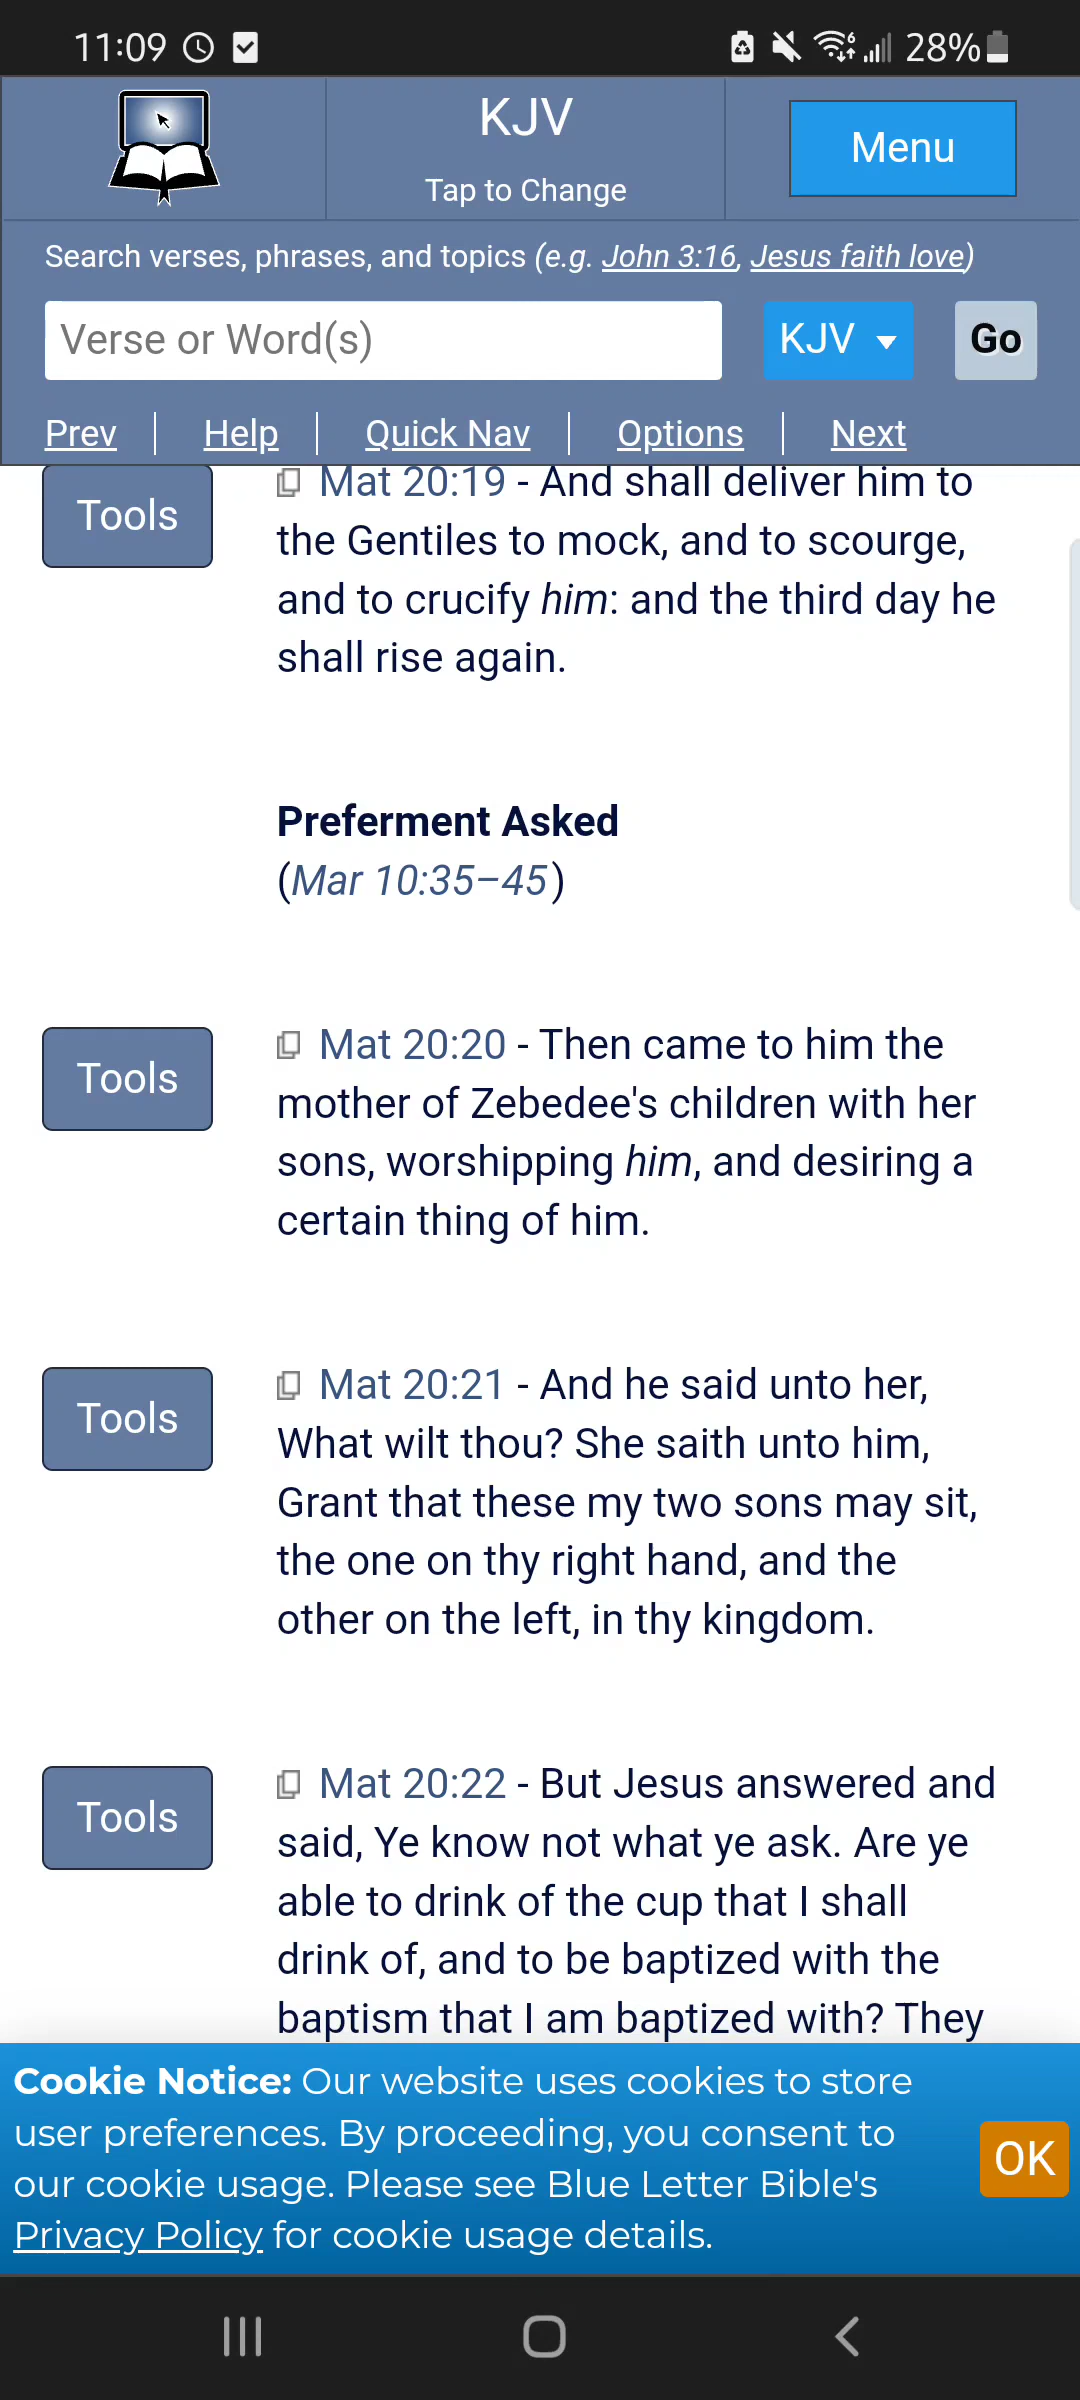 11:09 28%
KJV
Tap to Change
Menu
Search verses, phrases, and topics (e.g. John 3:16, Jesus faith love)
Verse or Word(s) KJV Go
Prev | Help | Quick Nav | Options | Next
Tools
Mat 20:19 - And shall deliver him to
the Gentiles to mock, and to scourge,
and to crucify him: and the third day he
shall rise again.
Preferment Asked
(Mar 10:35–45)
Tools
Mat 20:20 - Then came to him the
mother of Zebedee's children with her
sons, worshipping him, and desiring a
certain thing of him.
Tools
Mat 20:21 - And he said unto her,
What wilt thou? She saith unto him,
Grant that these my two sons may sit,
the one on thy right hand, and the
other on the left, in thy kingdom.
Tools
Mat 20:22 - But Jesus answered and
said, Ye know not what ye ask. Are ye
able to drink of the cup that I shall
drink of, and to be baptized with the
baptism that I am baptized with? They
Cookie Notice: Our website uses cookies to store
user preferences. By proceeding, you consent to
our cookie usage. Please see Blue Letter Bible's
Privacy Policy for cookie usage details.
OK